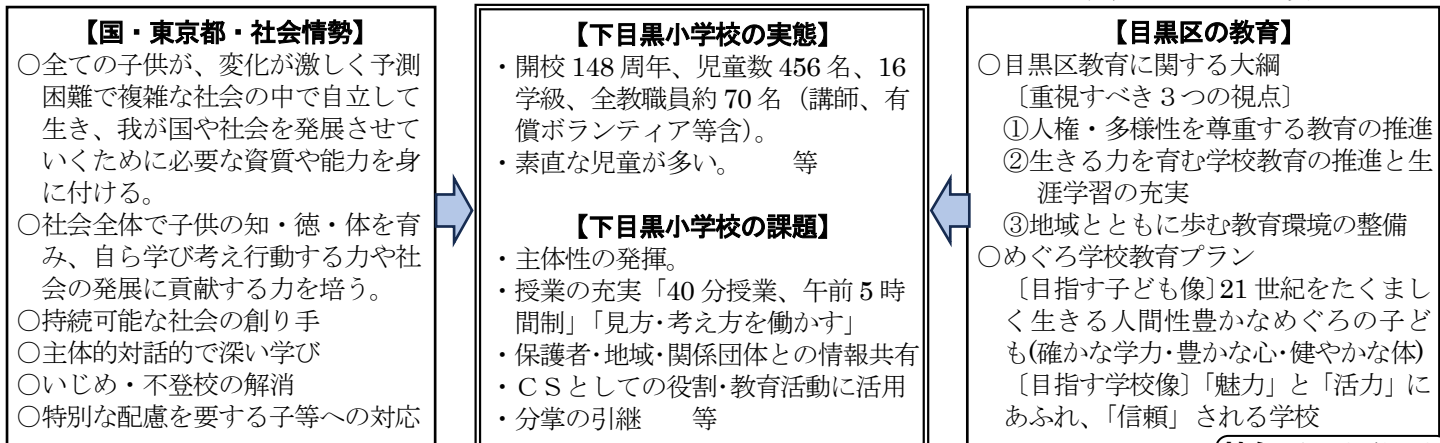 【国・東京都・社会情勢】
○全ての子供が、変化が激しく予測
困難で複雑な社会の中で自立して
生き、我が国や社会を発展させて
いくために必要な資質や能力を身
に付ける。
○社会全体で子供の知・徳・体を育
み、自ら学び考え行動する力や社
会の発展に貢献する力を培う。
○持続可能な社会の創り手
○主体的対話的で深い学び
○いじめ・不登校の解消
○特別な配慮を要する子等への対応
【下目黒小学校の実態】
・開校 148 周年、児童数 456 名、16
学級、全教職員約 70 名（講師、有
償ボランティア等含）。
・素直な児童が多い。 等
【下目黒小学校の課題】
・主体性の発揮。
・授業の充実「40 分授業、午前 5 時
間制」「見方・考え方を働かす」
・保護者・地域・関係団体との情報共有
・ＣＳとしての役割・教育活動に活用
・分掌の引継 等
【目黒区の教育】
○目黒区教育に関する大綱
〔重視すべき３つの視点〕
①人権・多様性を尊重する教育の推進
②生きる力を育む学校教育の推進と生
涯学習の充実
③地域とともに歩む教育環境の整備
○めぐろ学校教育プラン
〔目指す子ども像〕21 世紀をたくまし
く生きる人間性豊かなめぐろの子ど
も(確かな学力・豊かな心・健やかな体)
〔目指す学校像〕「魅力」と「活力」に
あふれ、「信頼」される学校